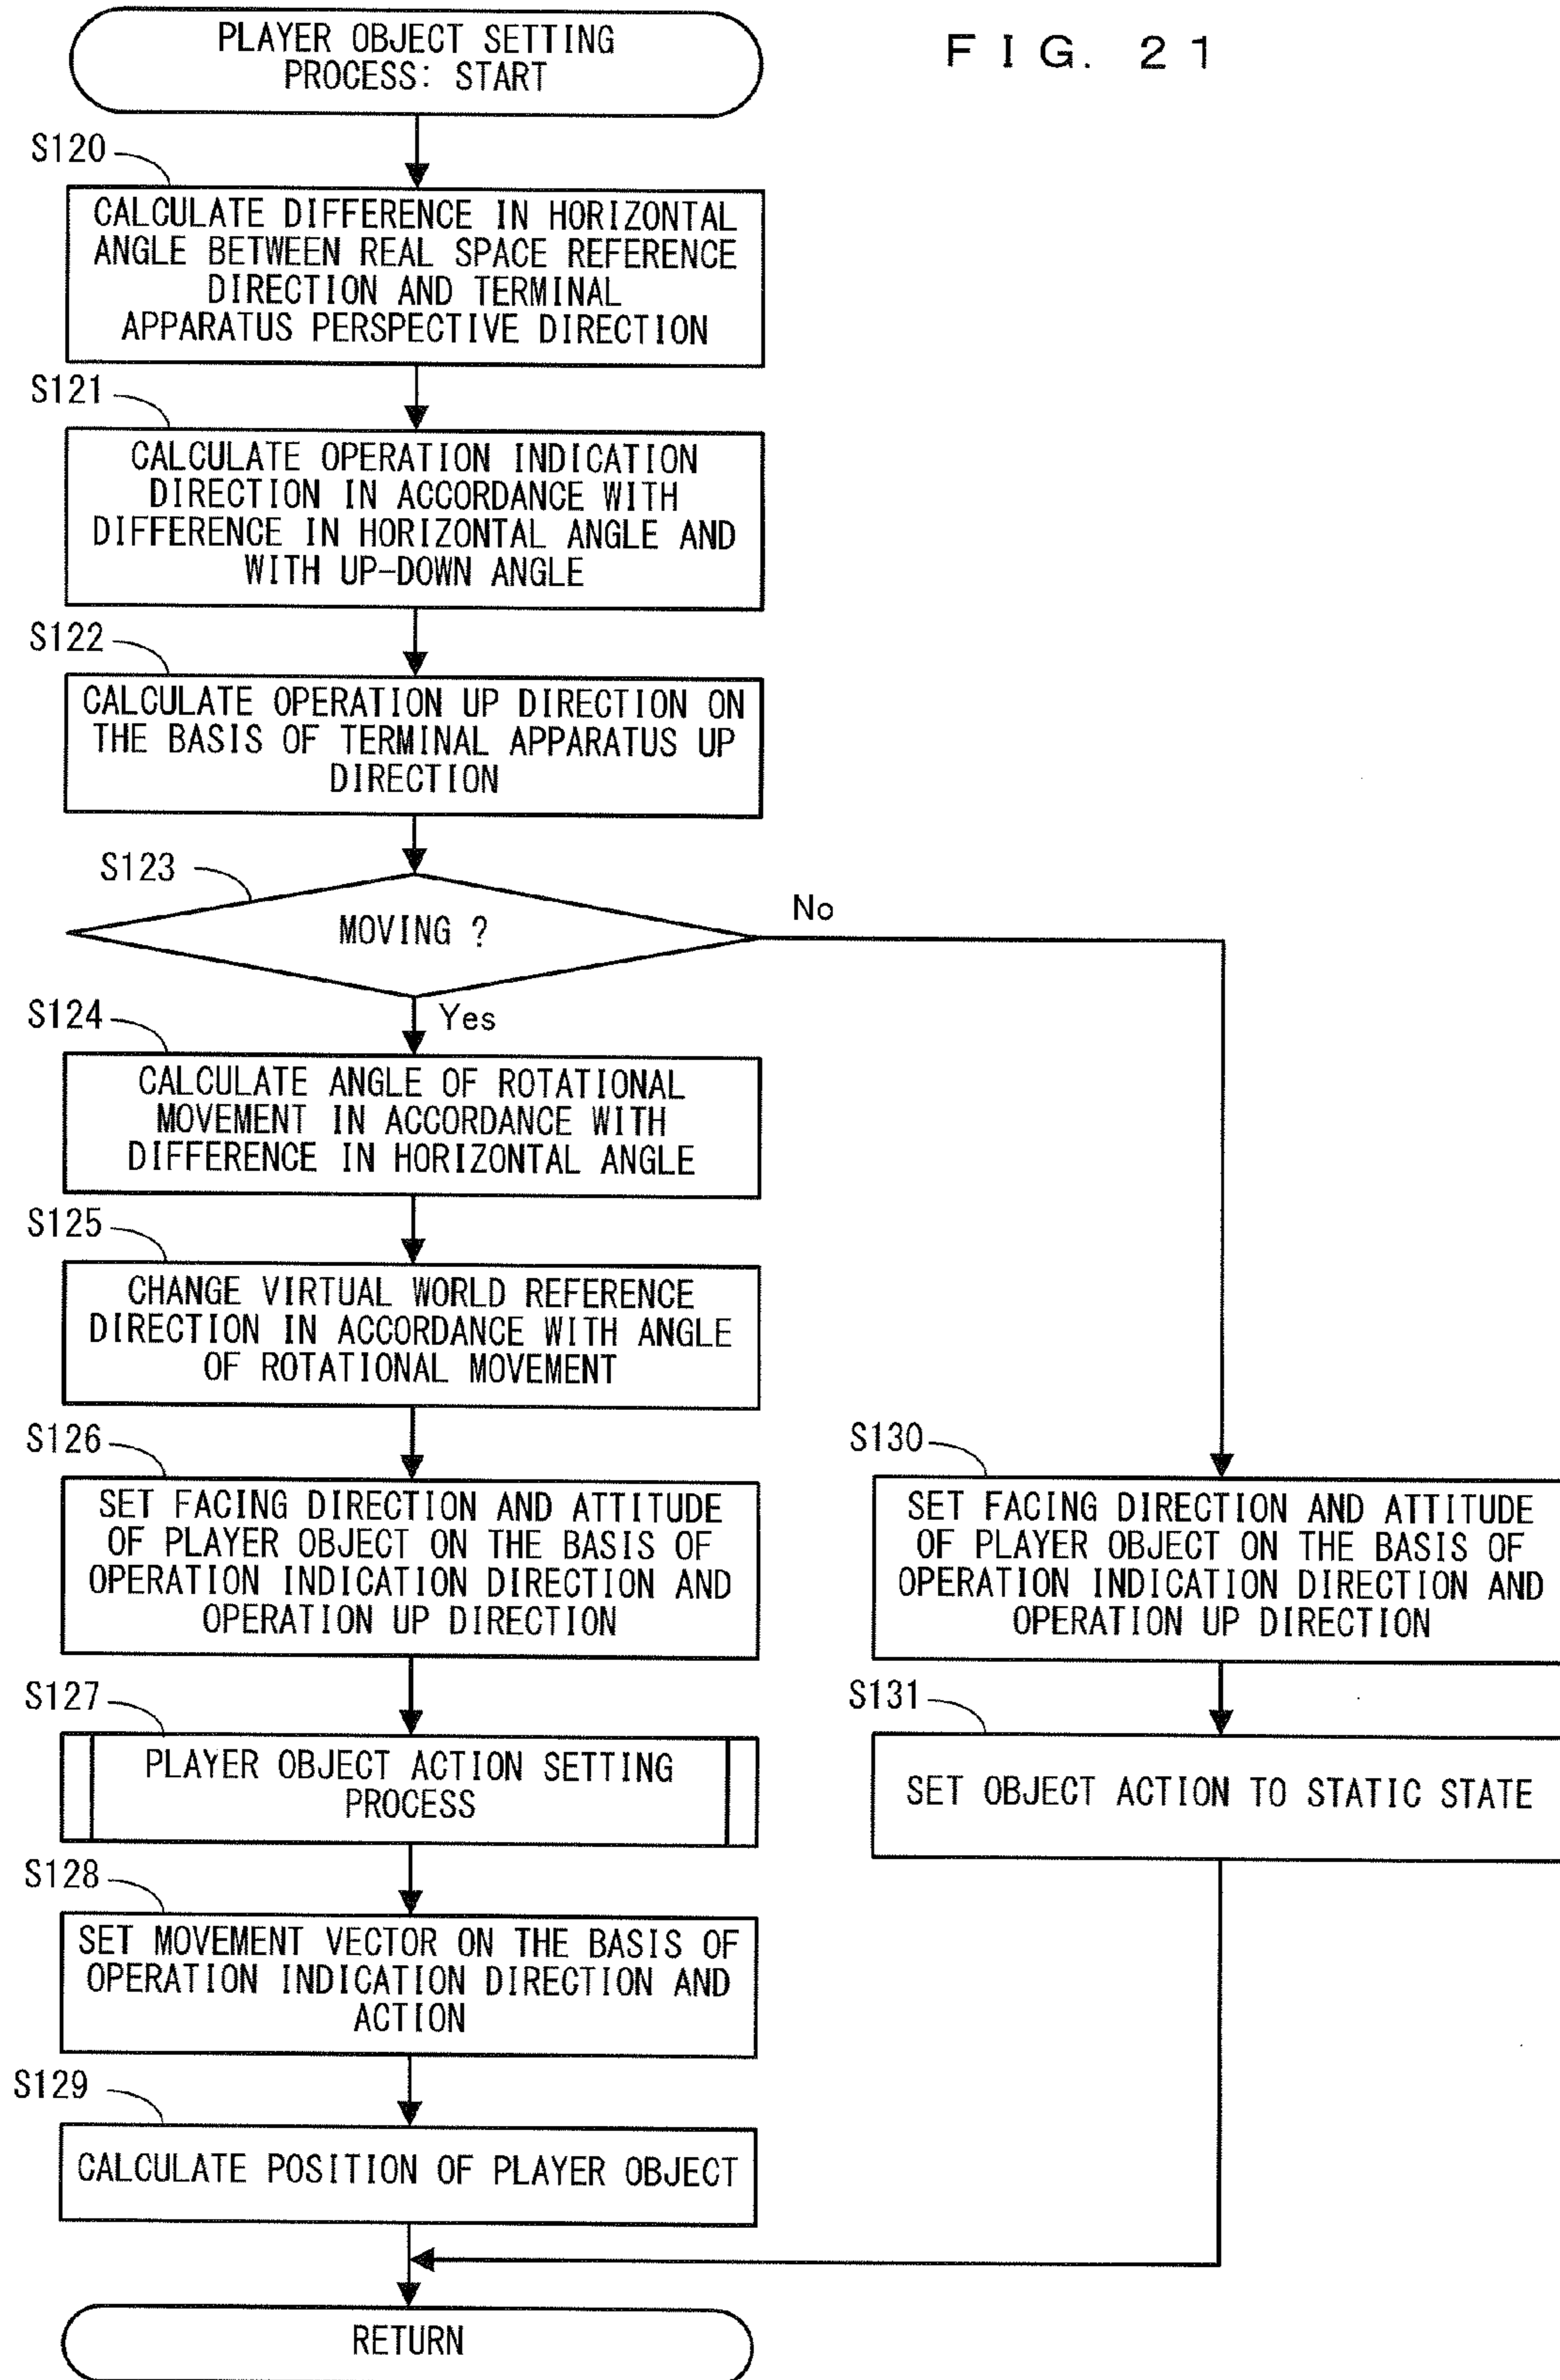 PLAYER OBJECT SETTING
PROCESS: START
FIG. 21
S120
CALCULATE DIFFERENCE IN HORIZONTAL
ANGLE BETWEEN REAL SPACE REFERENCE
DIRECTION AND TERMINAL
APPARATUS PERSPECTIVE DIRECTION
S121
CALCULATE OPERATION INDICATION
DIRECTION IN ACCORDANCE WITH
DIFFERENCE IN HORIZONTAL ANGLE AND
WITH UP-DOWN ANGLE
S122
CALCULATE OPERATION UP DIRECTION ON
THE BASIS OF TERMINAL APPARATUS UP
DIRECTION
S123
MOVING ?
No
Yes
S124
CALCULATE ANGLE OF ROTATIONAL
MOVEMENT IN ACCORDANCE WITH
DIFFERENCE IN HORIZONTAL ANGLE
S125
CHANGE VIRTUAL WORLD REFERENCE
DIRECTION IN ACCORDANCE WITH ANGLE
OF ROTATIONAL MOVEMENT
S126
SET FACING DIRECTION AND ATTITUDE
OF PLAYER OBJECT ON THE BASIS OF
OPERATION INDICATION DIRECTION AND
OPERATION UP DIRECTION
S130
SET FACING DIRECTION AND ATTITUDE
OF PLAYER OBJECT ON THE BASIS OF
OPERATION INDICATION DIRECTION AND
OPERATION UP DIRECTION
S127
PLAYER OBJECT ACTION SETTING
PROCESS
S131
SET OBJECT ACTION TO STATIC STATE
S128
SET MOVEMENT VECTOR ON THE BASIS OF
OPERATION INDICATION DIRECTION AND
ACTION
S129
CALCULATE POSITION OF PLAYER OBJECT
RETURN